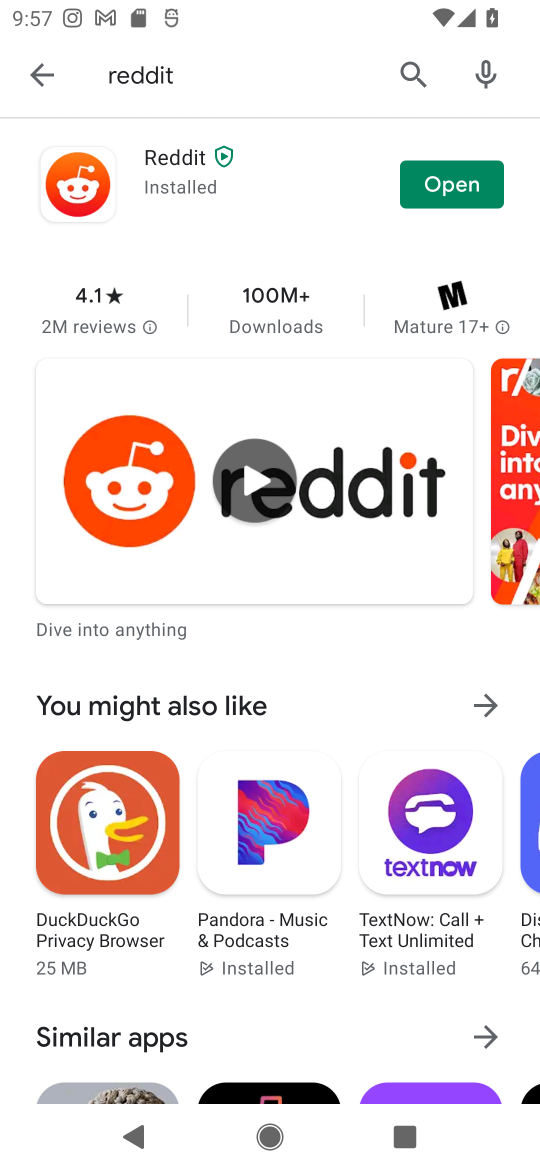 9:57
reddit
Reddit
Installed
Open
4.1★
2M reviews
100M+
Downloads
M
Mature 17+
reddit
r/
Div
into
any
Dive into anything
You might also like
textnow
DuckDuckGo
Privacy Browser
25 MB
Pandora - Music
& Podcasts
Installed
TextNow: Call +
Text Unlimited
Installed
Dis
Ch
64
Similar apps